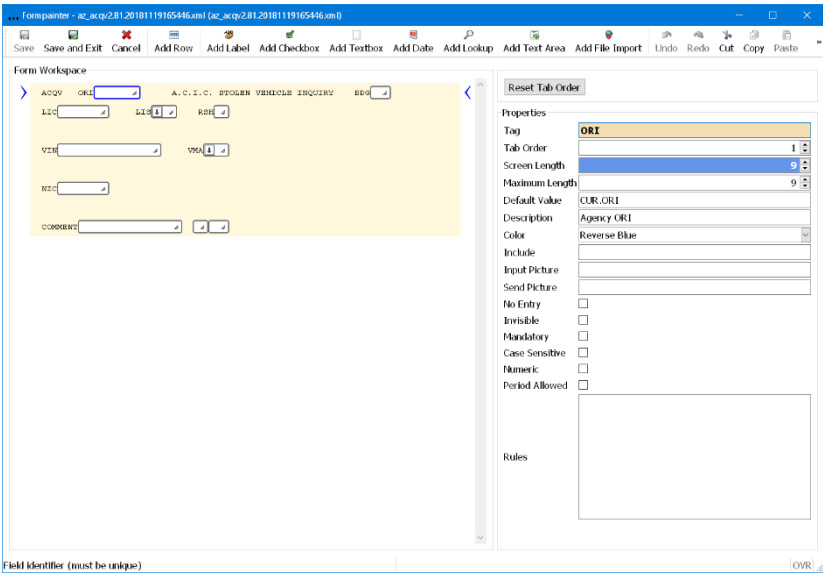 Formpainter - az_acqv2.81.20181119165446.xml (az_acqv2.81.20181119165446.xml)
Save Save and Exit Cancel Add Row Add Label Add Checkbox Add Textbox Add Date Add Lookup Add Text Area Add File Import Undo Redo Cut Copy Paste »
Form Workspace
ACQV ORI A.C.I.C. STOLEN VEHICLE INQUIRY BDG
LIC LIS RSH
VIN VMA
NIC
COMMENT
Reset Tab Order
Properties
Tag ORI
Tab Order 1
Screen Length 9
Maximum Length 9
Default Value CUR.ORI
Description Agency ORI
Color Reverse Blue
Include
Input Picture
Send Picture
No Entry
Invisible
Mandatory
Case Sensitive
Numeric
Period Allowed
Rules
Field identifier (must be unique) OVR